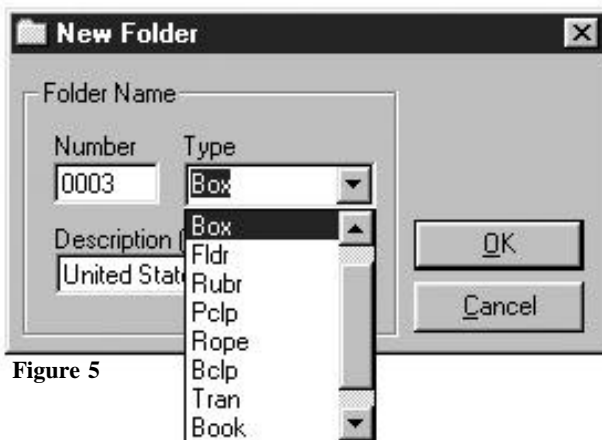 New Folder
Folder Name
Number Type
0003 Box
Description
United
Box
Fldr
Rubr
Pclp
Rope
Bclp
Tran
Book
OK
Cancel
Figure 5